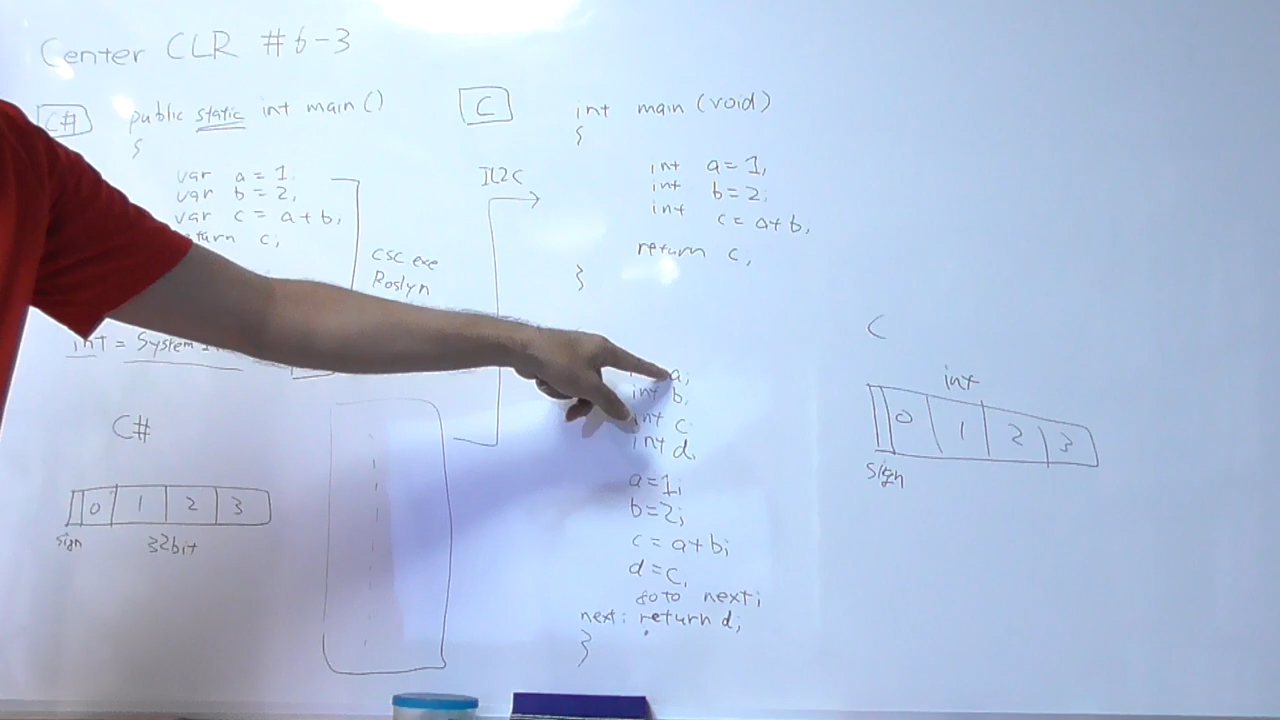 Center CLR #6-3
C#
public static int main()
{
var a = 1;
var b = 2;
var c = a + b;
return c;
csc.exe
Roslyn
int = System
C#
0 1 2 3
sign 32bit
IL2C
C
int main (void)
{
int a = 1;
int b = 2;
int c = a + b;
return c;
}
a;
int b;
int c
int d;
a = 1;
b = 2;
c = a + b;
d = c;
goto next;
next: return d;
}
C
int
0 1 2 3
sign